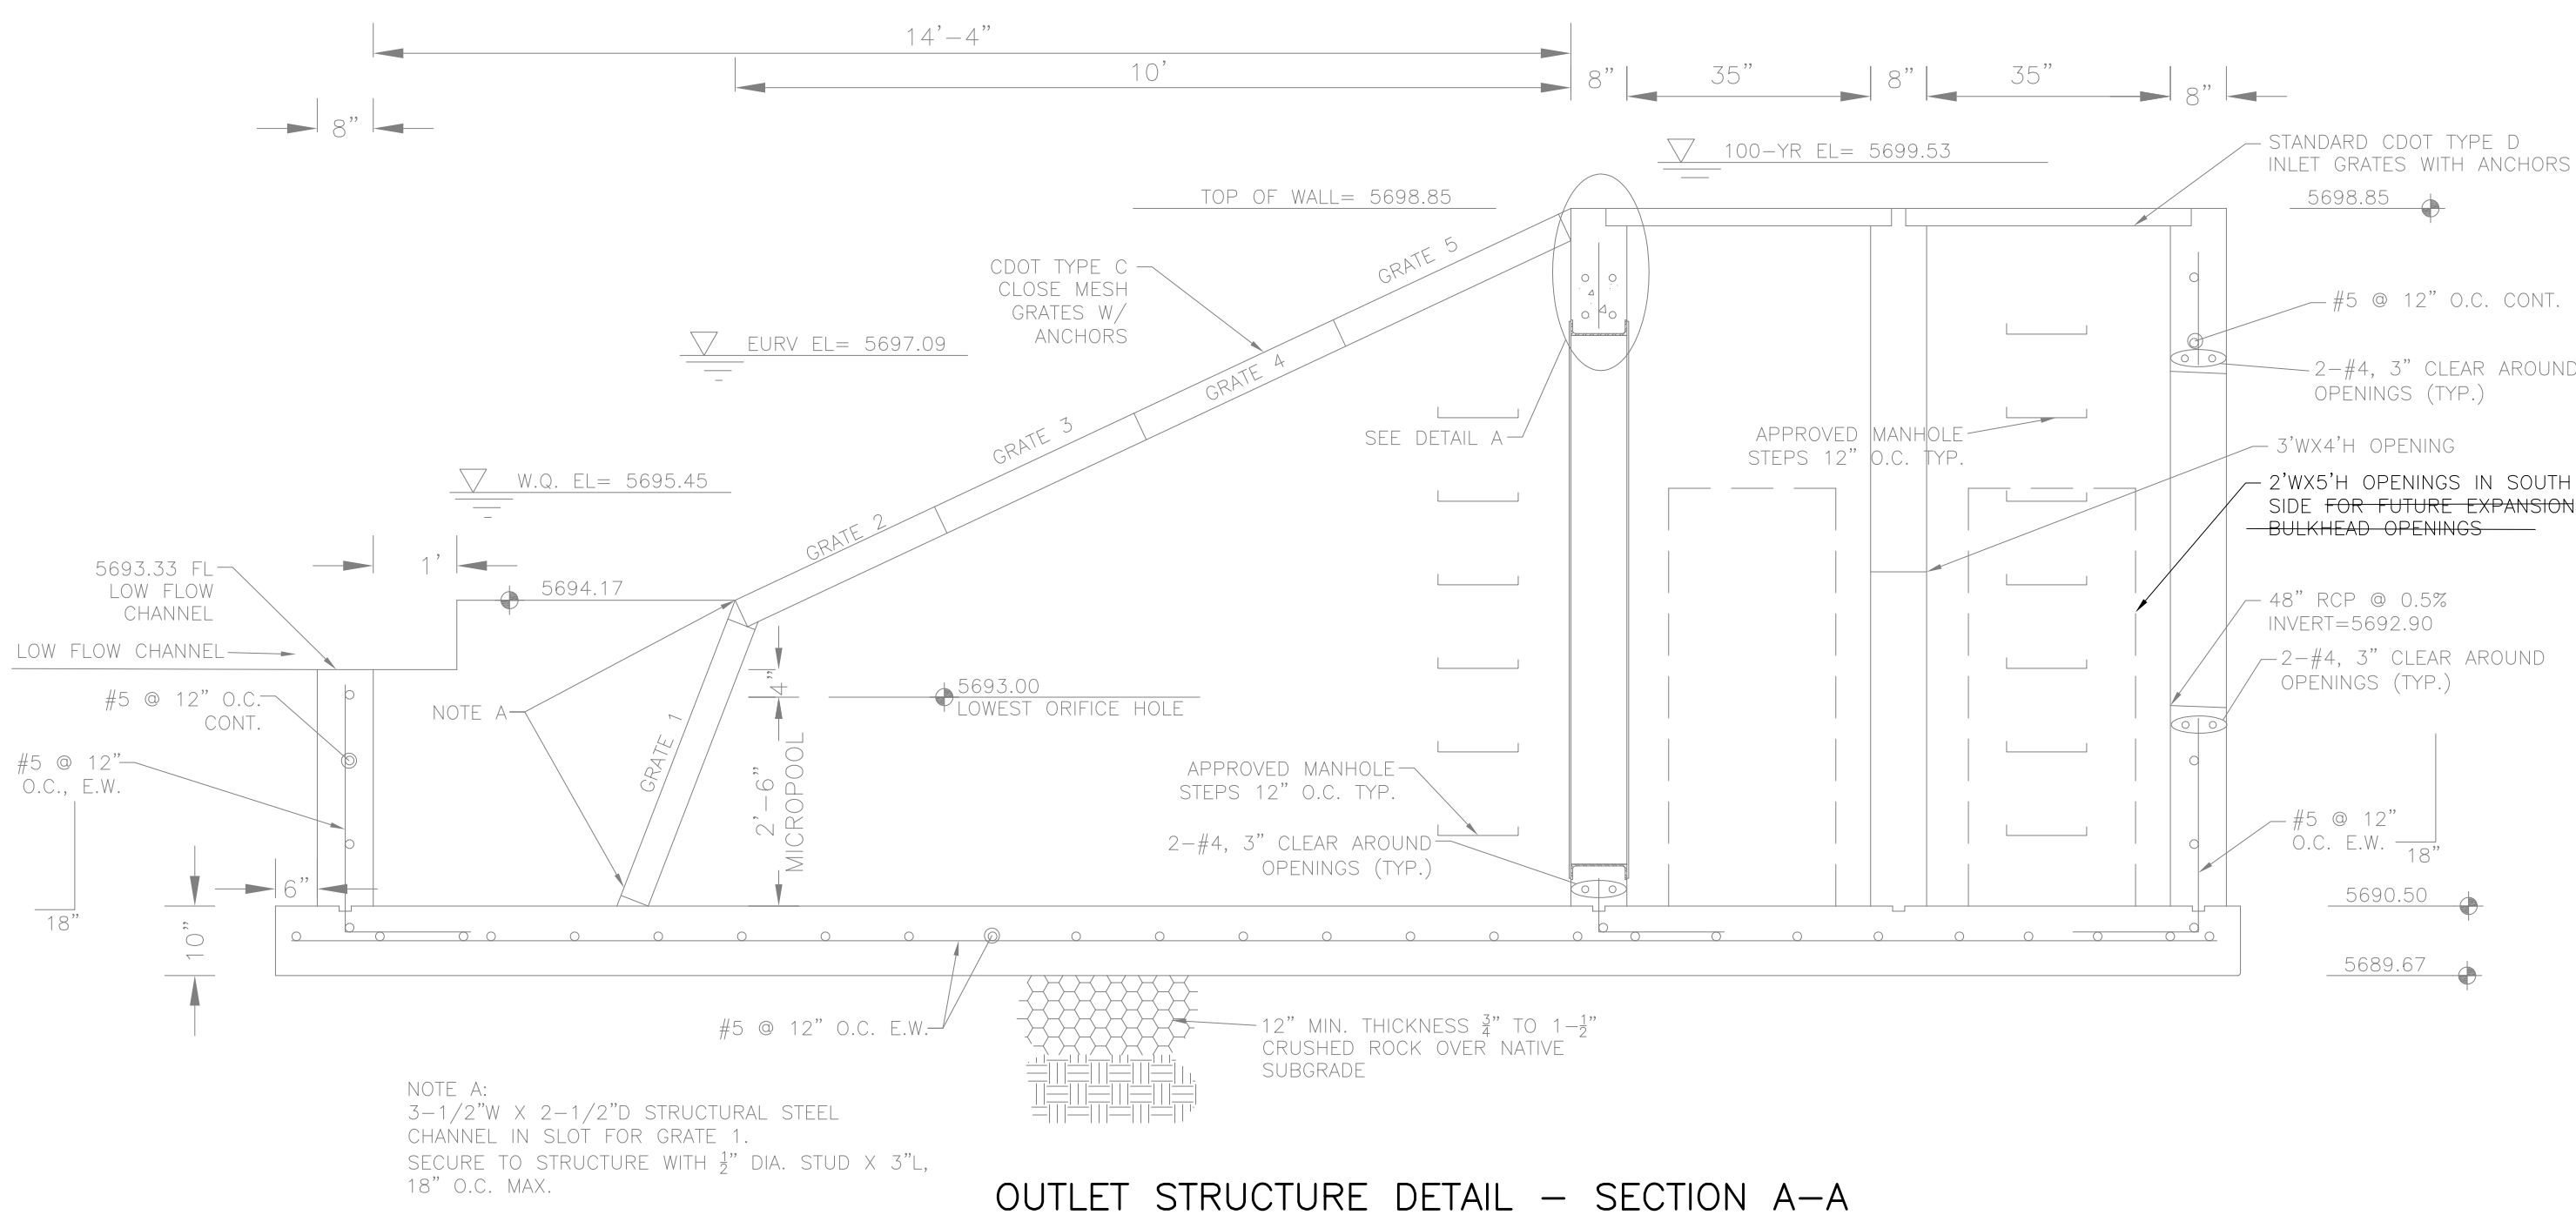 14'-4"
10'
8"
35"
8"
35"
8"
8"
100-YR EL= 5699.53
STANDARD CDOT TYPE D
INLET GRATES WITH ANCHORS
5698.85
TOP OF WALL= 5698.85
CDOT TYPE C
CLOSE MESH
GRATES W/
ANCHORS
GRATE 5
GRATE 4
GRATE 3
GRATE 2
GRATE 1
#5 @ 12" O.C. CONT.
2-#4, 3" CLEAR AROUND
OPENINGS (TYP.)
EURV EL= 5697.09
SEE DETAIL A
APPROVED MANHOLE
STEPS 12" O.C. TYP.
3'WX4'H OPENING
2'WX5'H OPENINGS IN SOUTH
SIDE FOR FUTURE EXPANSION
BULKHEAD OPENINGS
W.Q. EL= 5695.45
1'
5693.33 FL
LOW FLOW
CHANNEL
5694.17
LOW FLOW CHANNEL
48" RCP @ 0.5%
INVERT=5692.90
2-#4, 3" CLEAR AROUND
OPENINGS (TYP.)
#5 @ 12" O.C.
CONT.
NOTE A
4"
5693.00
LOWEST ORIFICE HOLE
#5 @ 12"
O.C., E.W.
2'-6"
MICROPOOL
APPROVED MANHOLE
STEPS 12" O.C. TYP.
2-#4, 3" CLEAR AROUND
OPENINGS (TYP.)
#5 @ 12"
O.C. E.W.
18"
6"
18"
10"
5690.50
5689.67
#5 @ 12" O.C. E.W.
12" MIN. THICKNESS 3/4" TO 1-1/2"
CRUSHED ROCK OVER NATIVE
SUBGRADE
NOTE A:
3-1/2"W X 2-1/2"D STRUCTURAL STEEL
CHANNEL IN SLOT FOR GRATE 1.
SECURE TO STRUCTURE WITH 1/2" DIA. STUD X 3"L,
18" O.C. MAX.
OUTLET STRUCTURE DETAIL - SECTION A-A